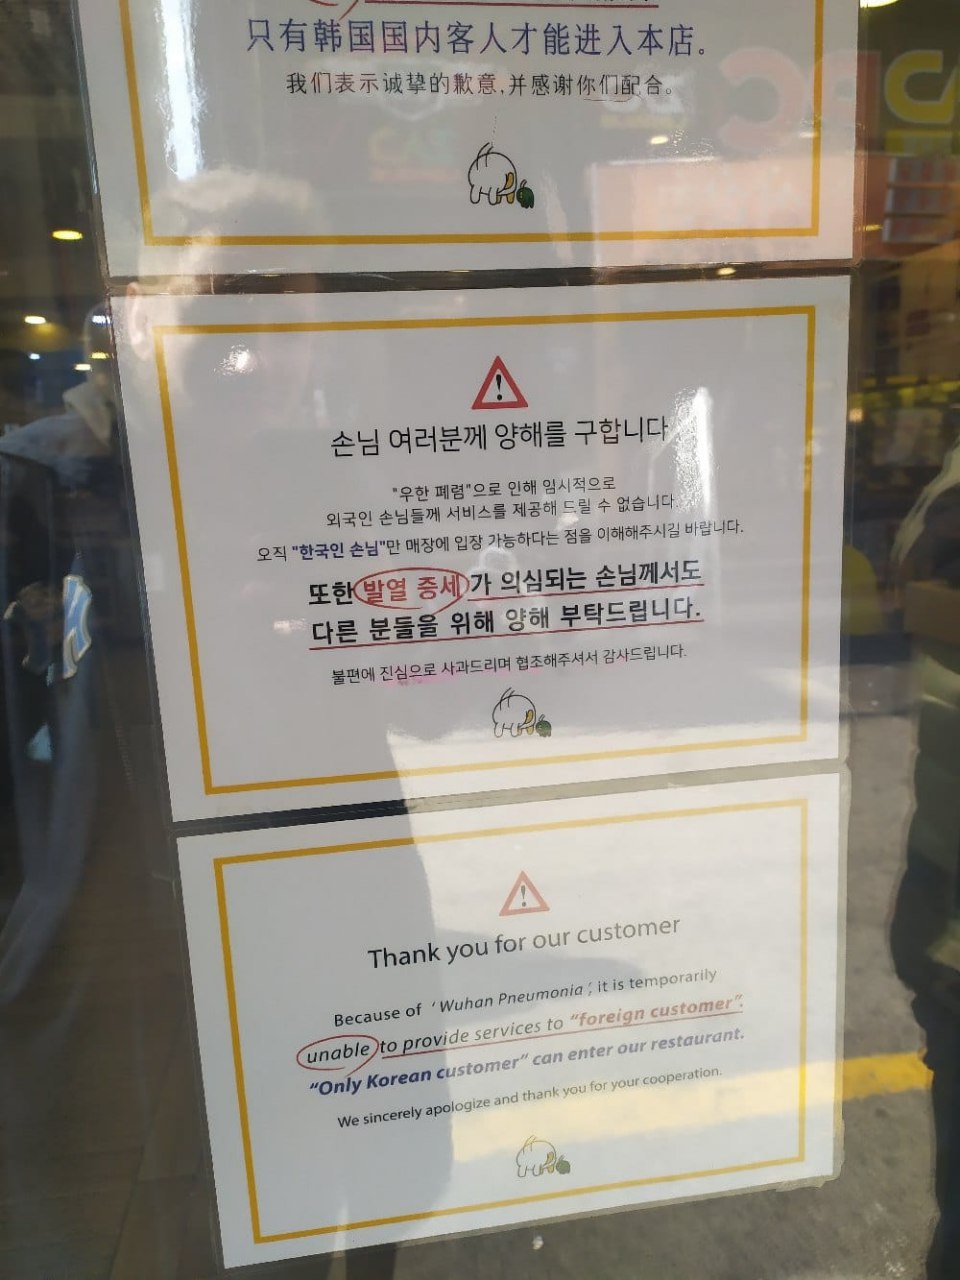 只有韩国国内客人才能进入本店。
我们表示诚挚的歉意,并感谢你们配合。
손님 여러분께 양해를 구합니다
"우한 폐렴"으로 인해 임시적으로
외국인 손님들께 서비스를 제공해 드릴 수 없습니다.
오직 "한국인 손님"만 매장에 입장 가능하다는 점을 이해해주시길 바랍니다.
또한 발열 증세가 의심되는 손님께서도
다른 분들을 위해 양해 부탁드립니다.
불편에 진심으로 사과드리며 협조해주셔서 감사드립니다.
Thank you for our customer
Because of 'Wuhan Pneumonia', it is temporarily
unable to provide services to "foreign customer".
"Only Korean customer" can enter our restaurant.
We sincerely apologize and thank you for your cooperation.